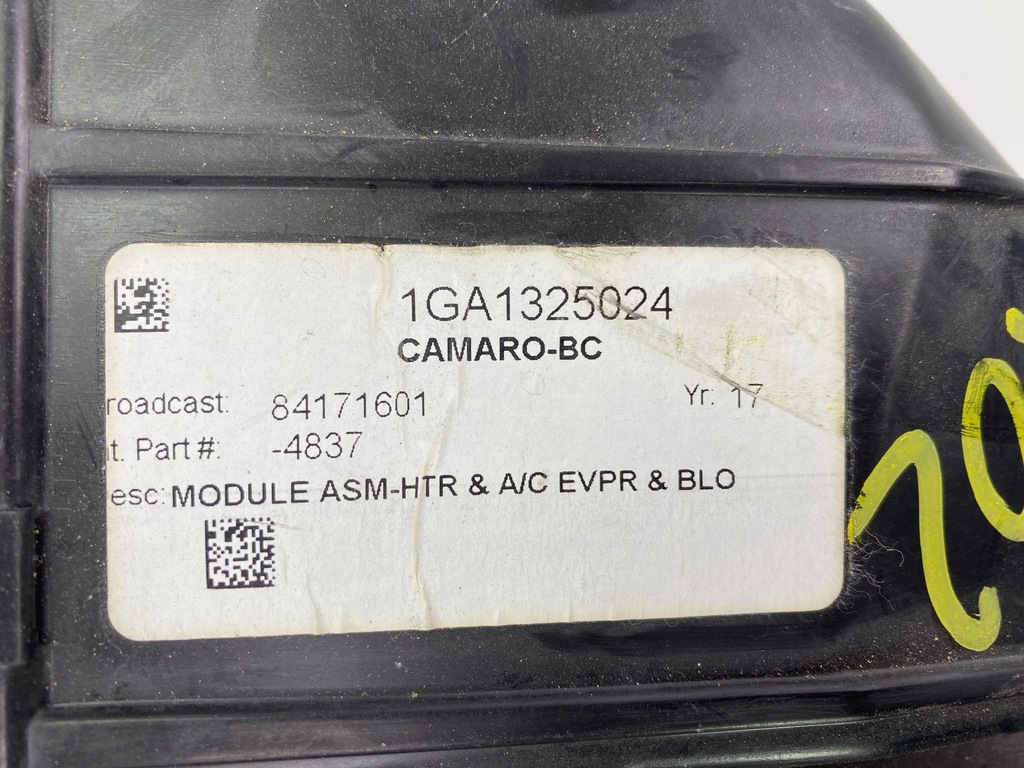 1GA1325024
CAMARO-BC
roadcast: 84171601 Yr: 17
t. Part #: -4837
esc: MODULE ASM-HTR & A/C EVPR & BLO